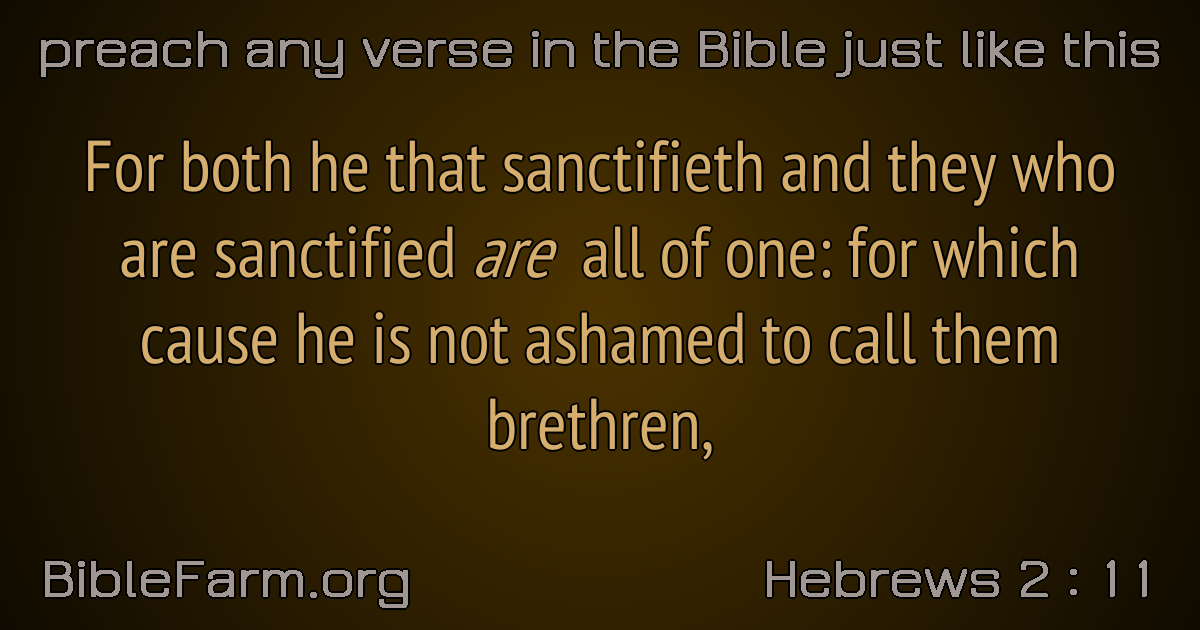 preach any verse in the Bible just like this
For both he that sanctifieth and they who
are sanctified are all of one: for which
cause he is not ashamed to call them
brethren,
BibleFarm.org
Hebrews 2 : 11